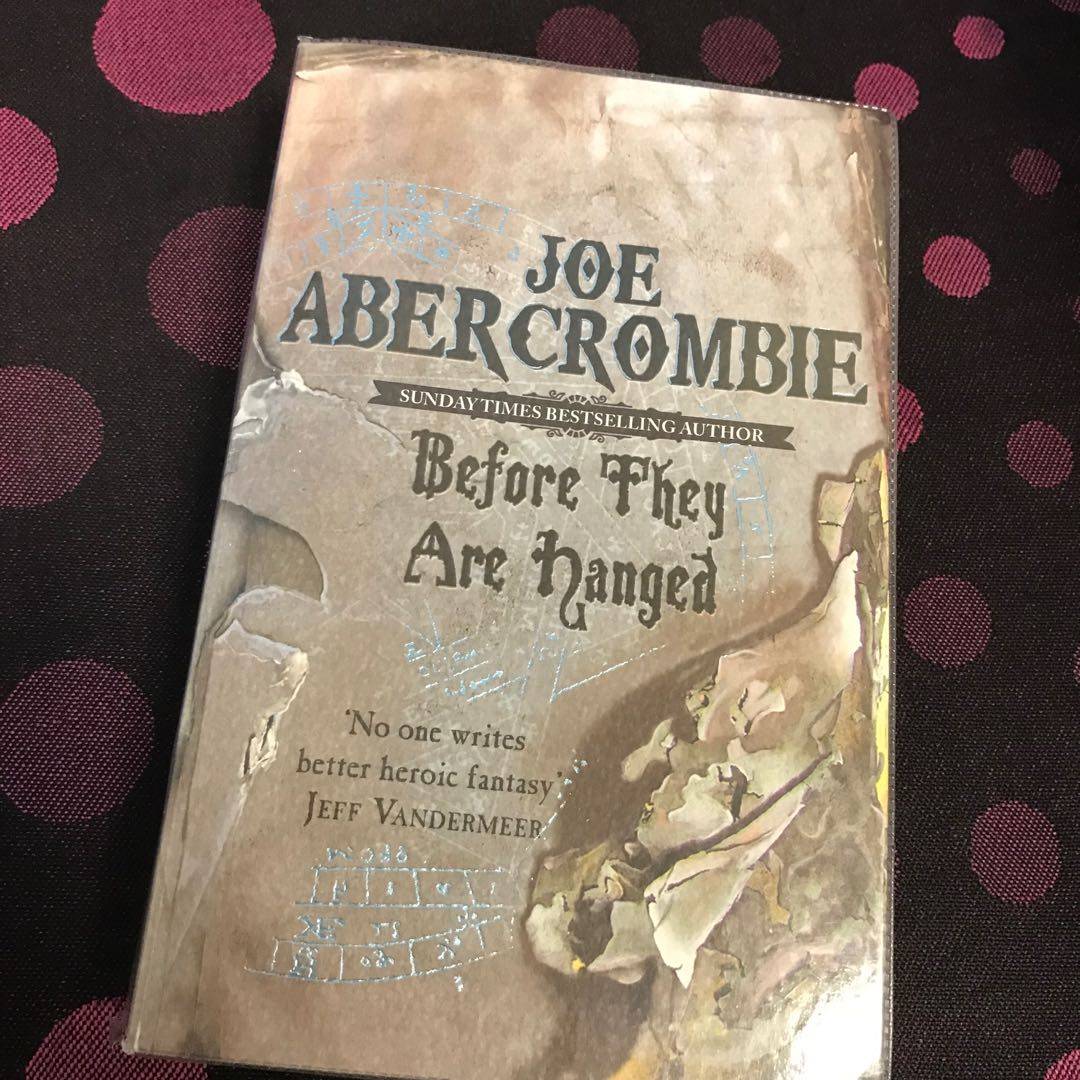 JOE
ABERCROMBIE
SUNDAY TIMES BESTSELLING AUTHOR
Before They
Are Hanged
‘No one writes
better heroic fantasy’
JEFF VANDERMEER